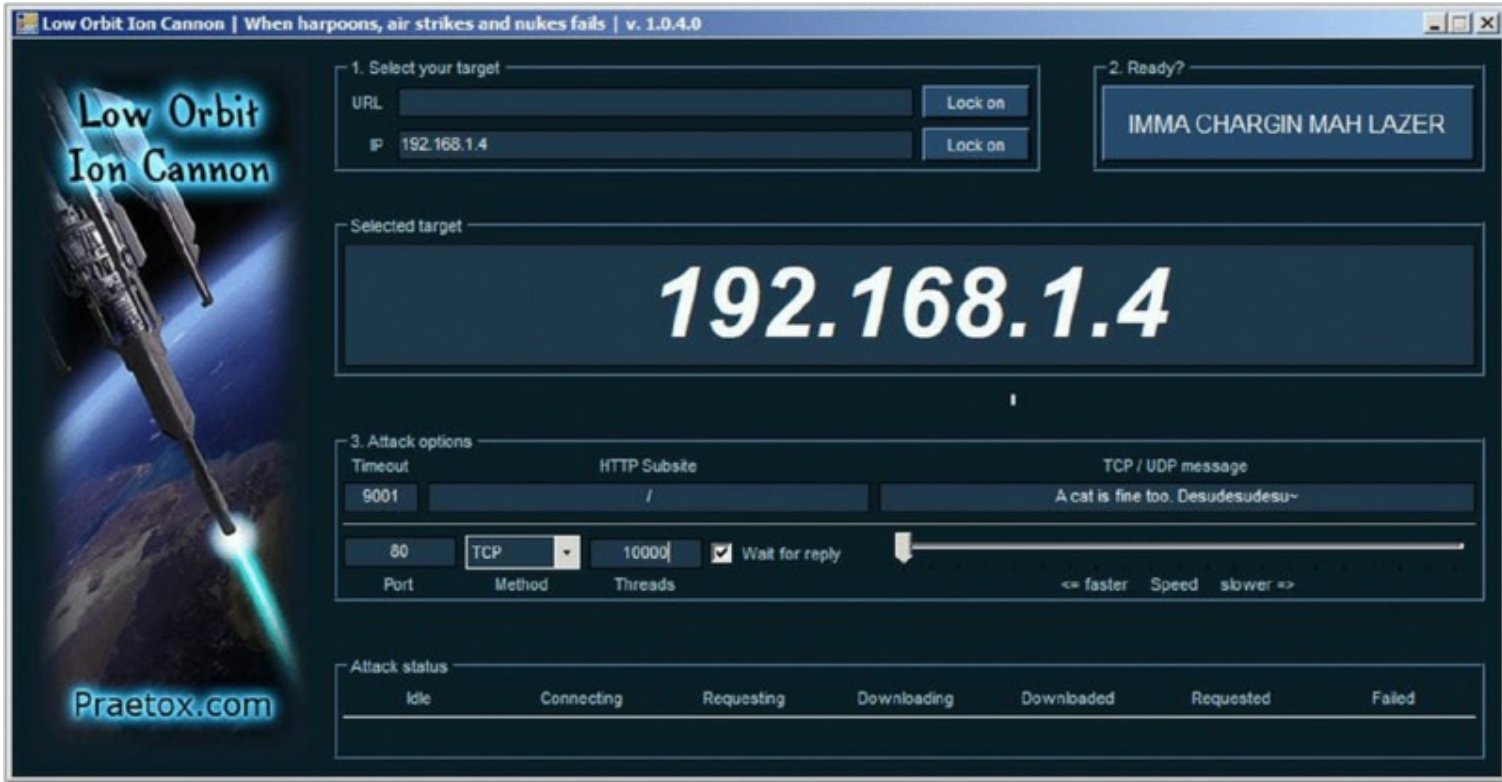 Low Orbit Ion Cannon | When harpoons, air strikes and nukes fails | v. 1.0.4.0
Low Orbit
Ion Cannon
Praetox.com
1. Select your target
URL Lock on
IP 192.168.1.4 Lock on
2. Ready?
IMMA CHARGIN MAH LAZER
Selected target
192.168.1.4
3. Attack options
Timeout HTTP Subsite TCP / UDP message
9001 / A cat is fine too. Desudesudesu~
80 TCP 10000 Wait for reply
Port Method Threads <= faster Speed slower =>
Attack status
Idle Connecting Requesting Downloading Downloaded Requested Failed